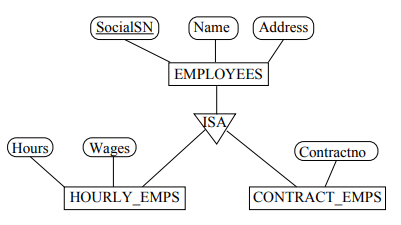 SocialSN Name Address
EMPLOYEES
ISA
Hours Wages Contractno
HOURLY_EMPS CONTRACT_EMPS